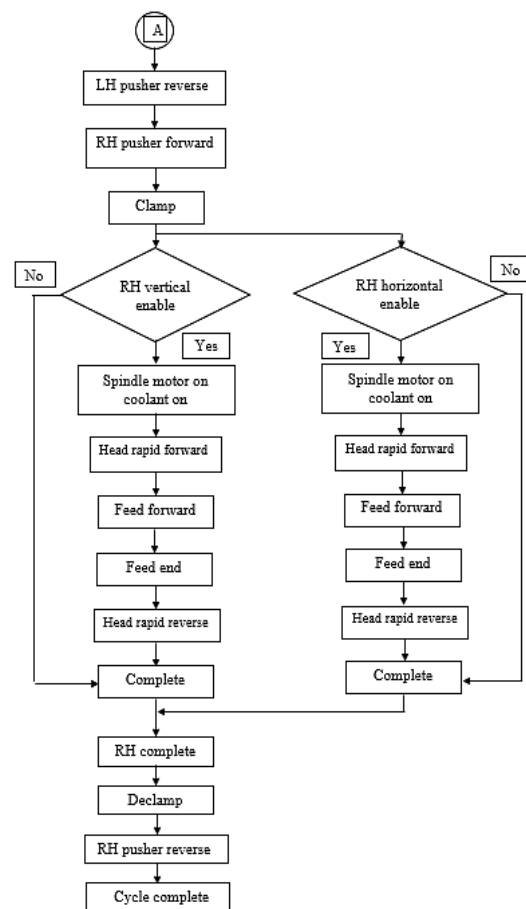 A
LH pusher reverse
RH pusher forward
Clamp
No
RH vertical
enable
Yes
Spindle motor on
coolant on
Head rapid forward
Feed forward
Feed end
Head rapid reverse
Complete
RH horizontal
enable
No
Yes
Spindle motor on
coolant on
Head rapid forward
Feed forward
Feed end
Head rapid reverse
Complete
RH complete
Declamp
RH pusher reverse
Cycle complete